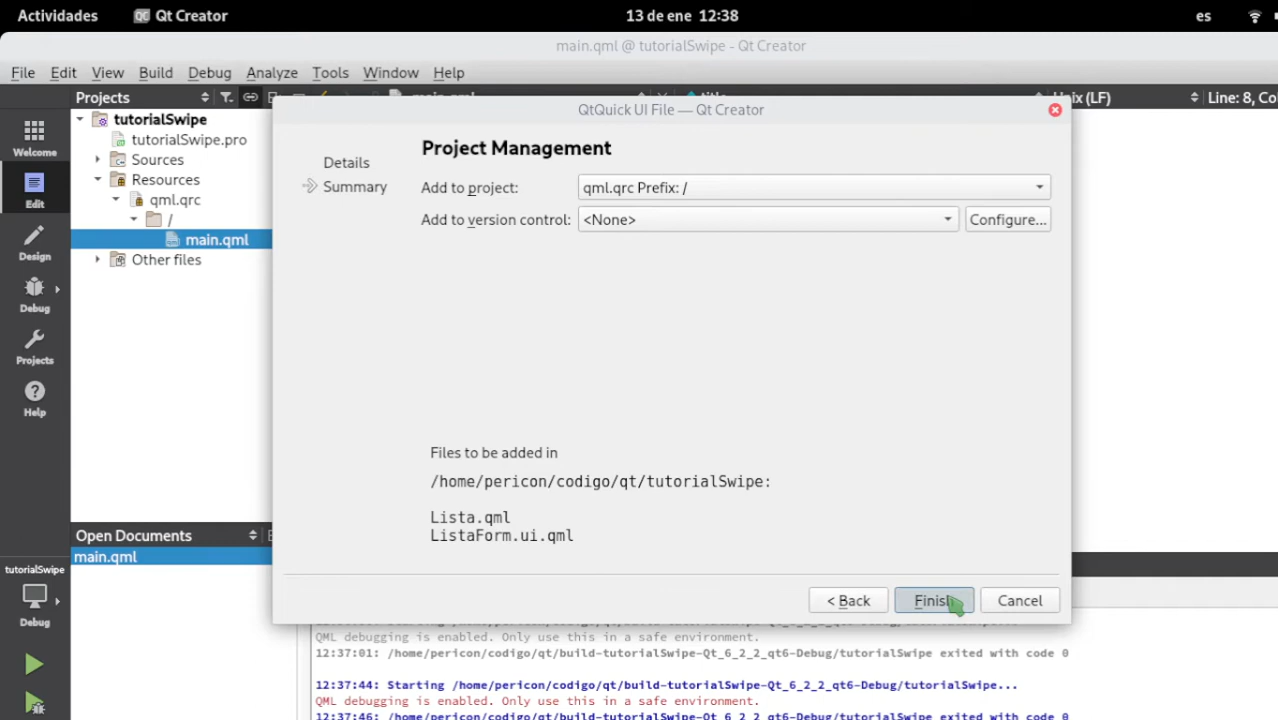 Actividades
Qt Creator
13 de ene 12:38
es
main.qml @ tutorialSwipe - Qt Creator
File Edit View Build Debug Analyze Tools Window Help
Projects
Unix (LF)
Line: 8, Co
QtQuick UI File — Qt Creator
Welcome
Edit
Design
Debug
Projects
Help
tutorialSwipe
tutorialSwipe.pro
Sources
Resources
qml.qrc
/
main.qml
Other files
Details
Summary
Project Management
Add to project: qml.qrc Prefix: /
Add to version control: <None> Configure...
Files to be added in
/home/pericon/codigo/qt/tutorialSwipe:
Lista.qml
ListaForm.ui.qml
< Back Finish Cancel
Open Documents
main.qml
tutorialSwipe
Debug
QML debugging is enabled. Only use this in a safe environment.
12:37:01: /home/pericon/codigo/qt/build-tutorialSwipe-Qt_6_2_2_qt6-Debug/tutorialSwipe exited with code 0
12:37:44: Starting /home/pericon/codigo/qt/build-tutorialSwipe-Qt_6_2_2_qt6-Debug/tutorialSwipe...
QML debugging is enabled. Only use this in a safe environment.
12:37:46: /home/pericon/codigo/qt/build-tutorialSwipe-Qt_6_2_2_qt6-Debug/tutorialSwipe exited with code 0